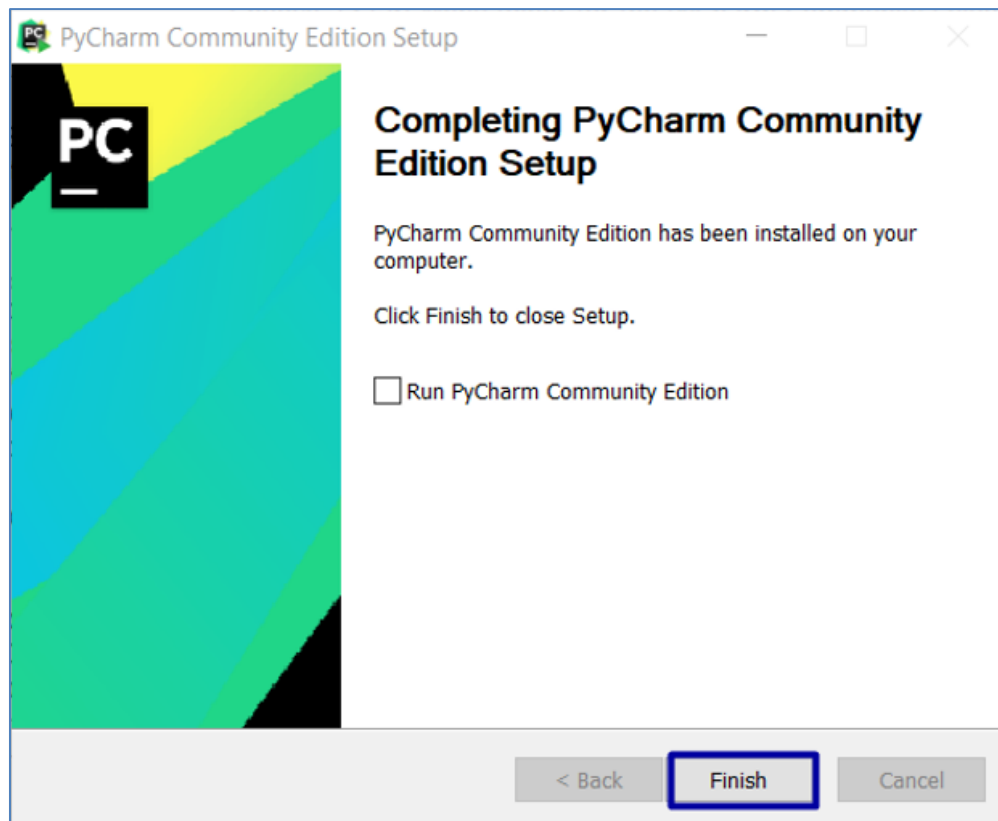 PyCharm Community Edition Setup
PC
PC
Completing PyCharm Community
Edition Setup
PyCharm Community Edition has been installed on your
computer.
Click Finish to close Setup.
Run PyCharm Community Edition
< Back
Finish
Cancel